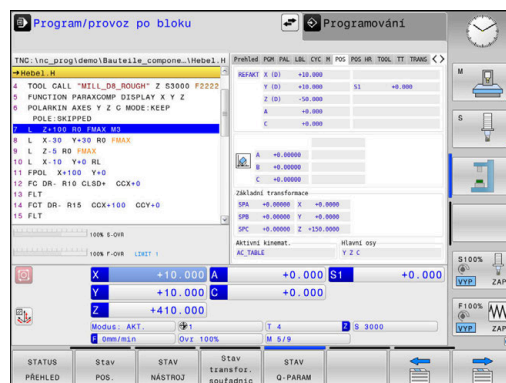 Program/provoz po bloku
Programování
TNC:\nc_prog\demo\Bauteile_compone…\Hebel.H
→Hebel.H
4 TOOL CALL "MILL_D8_ROUGH" Z S3000 F2222
5 FUNCTION PARAXCOMP DISPLAY X Y Z
6 POLARKIN AXES Y Z C MODE:KEEP
POLE:SKIPPED
7 L Z+100 R0 FMAX M3
8 L X-30 Y+30 R0 FMAX
9 L Z-5 R0 FMAX
10 L X-10 Y+0 RL
11 FPOL X+100 Y+0
12 FC DR- R10 CLSD+ CCX+0
13 FLT
14 FCT DR- R15 CCX+100 CCY+0
15 FLT
100% S-OVR
100% F-OVR LIMIT 1
Přehled PGM PAL LBL CYC M POS POS HR TOOL TT TRANS
REFAKT X (D) +10.000
Y (D) +10.000 S1 +0.000
Z (D) -50.000
A +0.000
C +0.000
A +0.00000
B +0.00000
C +0.00000
Základní transformace
SPA +0.00000 X +0.0000
SPB +0.00000 Y +0.0000
SPC +0.00000 Z +150.0000
Aktivní kinemat. Hlavní osy
AC_TABLE Y Z C
X +10.000 A +0.000 S1 +0.000
Y +10.000 C +0.000
Z +410.000
Modus: AKT. 1 T 4 Z S 3000
F 0mm/min Ovr 100% M 5/9
M
S
S100%
VYP ZAP
F100%
VYP ZAP
STATUS PŘEHLED
Stav POS.
STAV NÁSTROJ
Stav transfor. souřadnic
STAV Q-PARAM